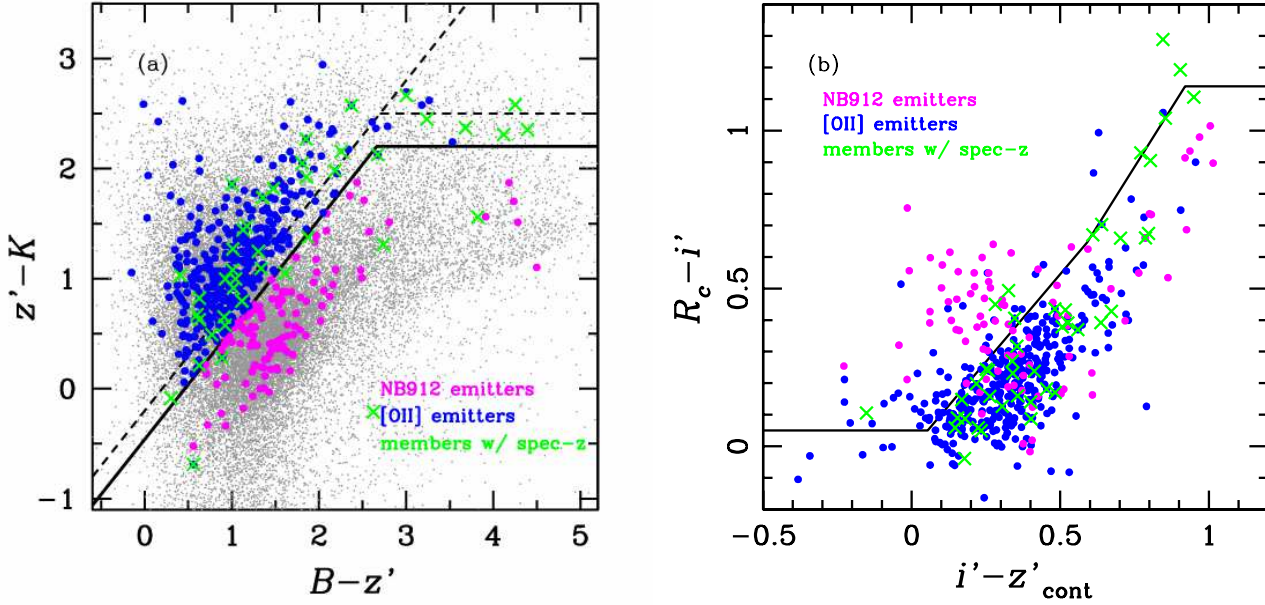 (a)
3
2
1
0
−1
z'−K
NB912 emitters
[OII] emitters
members w/ spec-z
0 1 2 3 4 5
B−z'
(b)
NB912 emitters
[OII] emitters
members w/ spec-z
1
0.5
0
R_c−i'
−0.5 0 0.5 1
i'−z'_cont